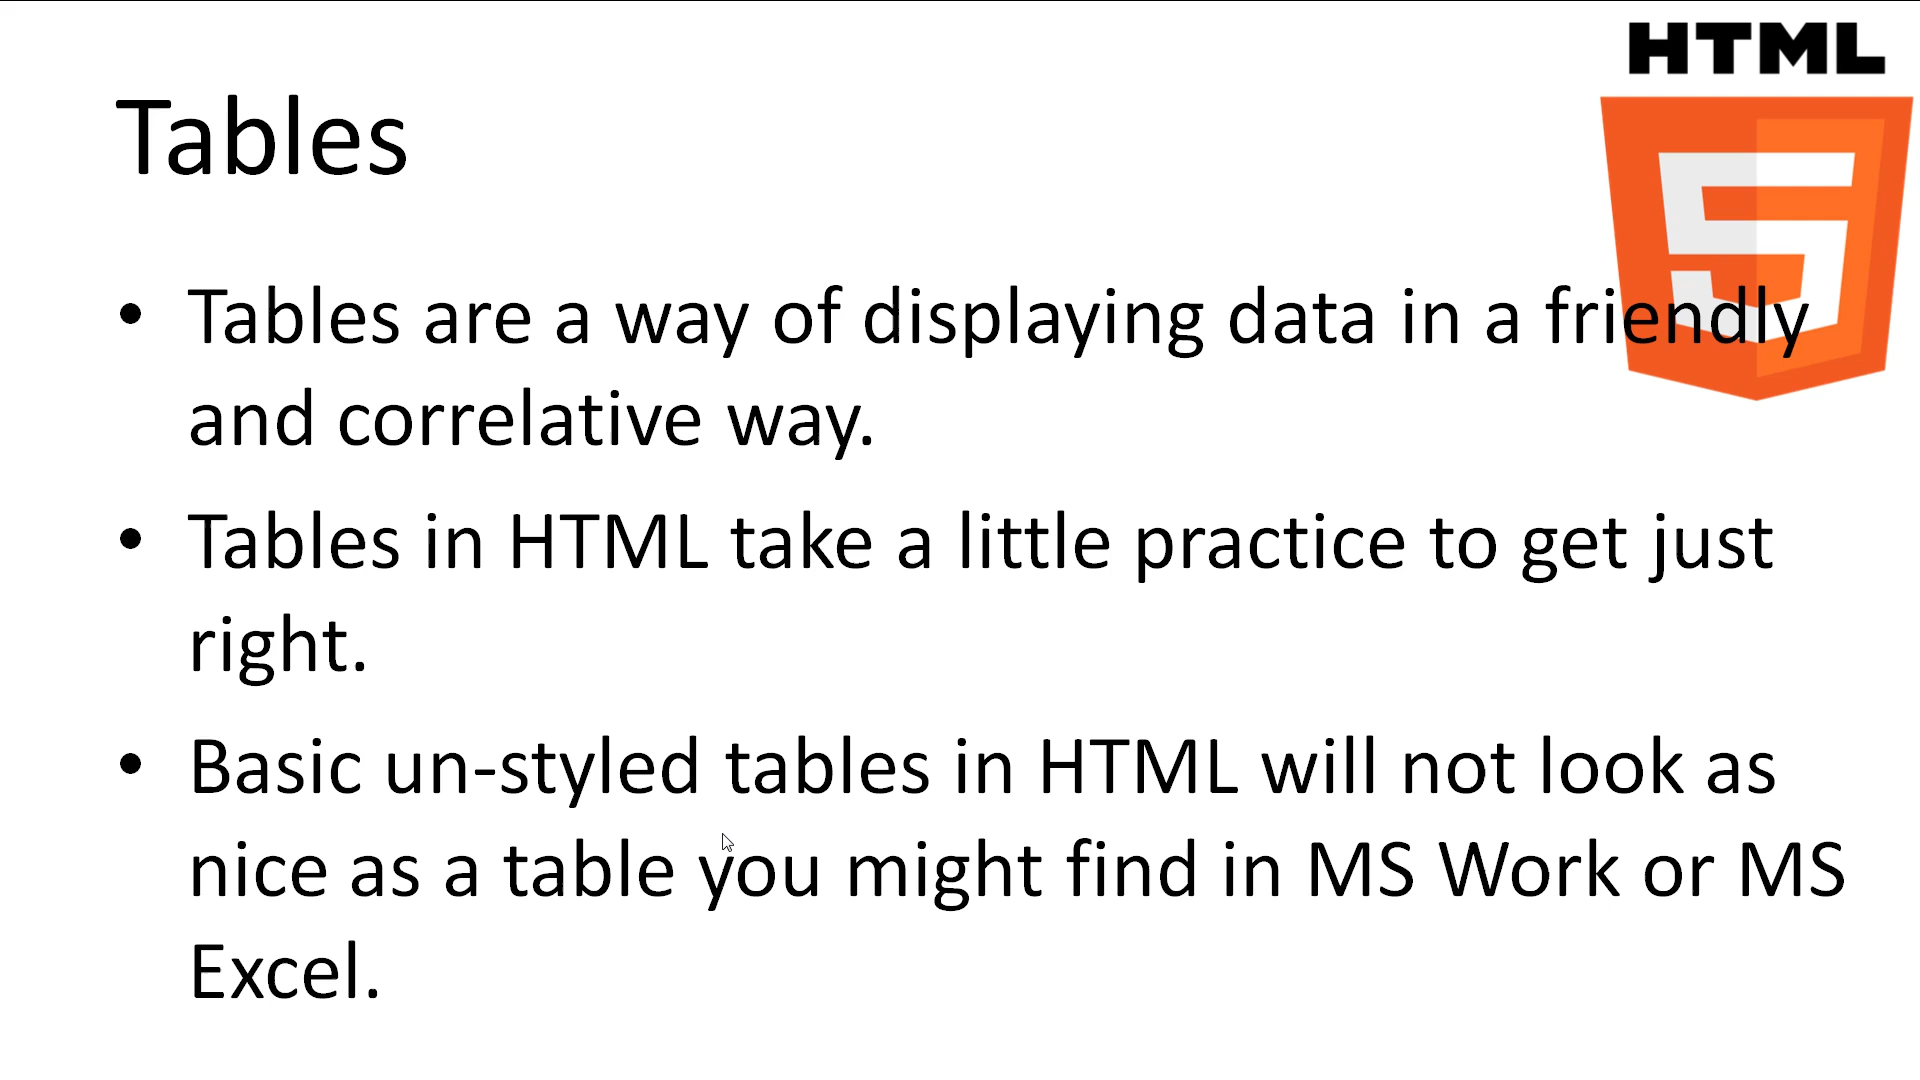 HTML
Tables
• Tables are a way of displaying data in a friendly
and correlative way.
• Tables in HTML take a little practice to get just
right.
• Basic un-styled tables in HTML will not look as
nice as a table you might find in MS Work or MS
Excel.